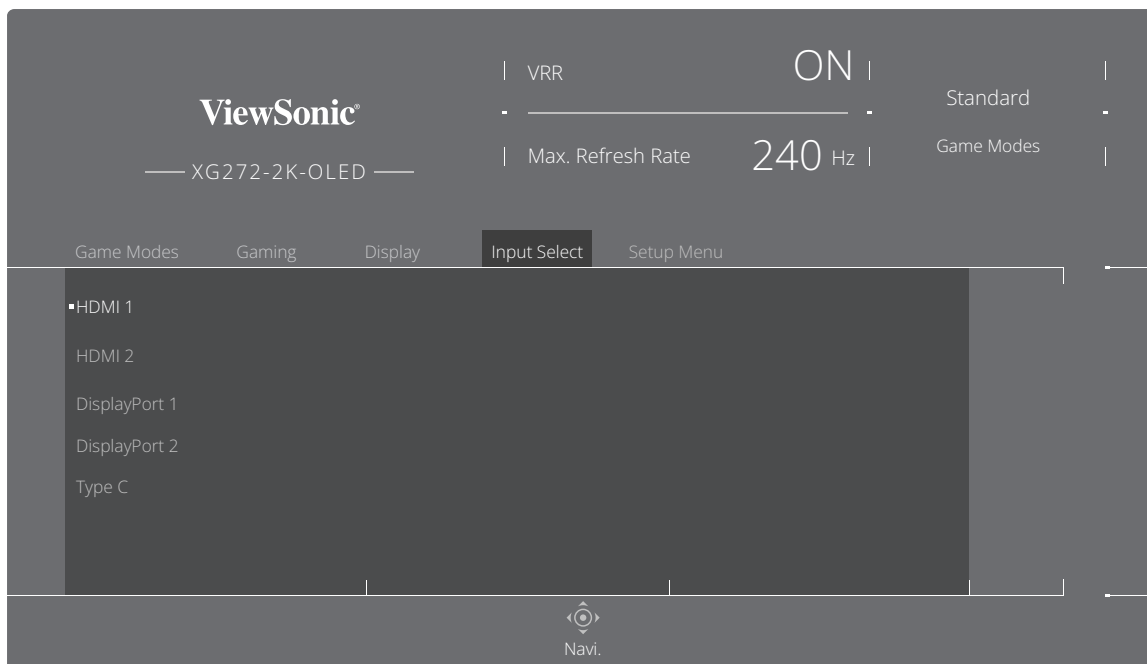 ViewSonic®
XG272-2K-OLED
VRR ON
Max. Refresh Rate 240 Hz
Standard
Game Modes
Game Modes Gaming Display Input Select Setup Menu
HDMI 1
HDMI 2
DisplayPort 1
DisplayPort 2
Type C
Navi.